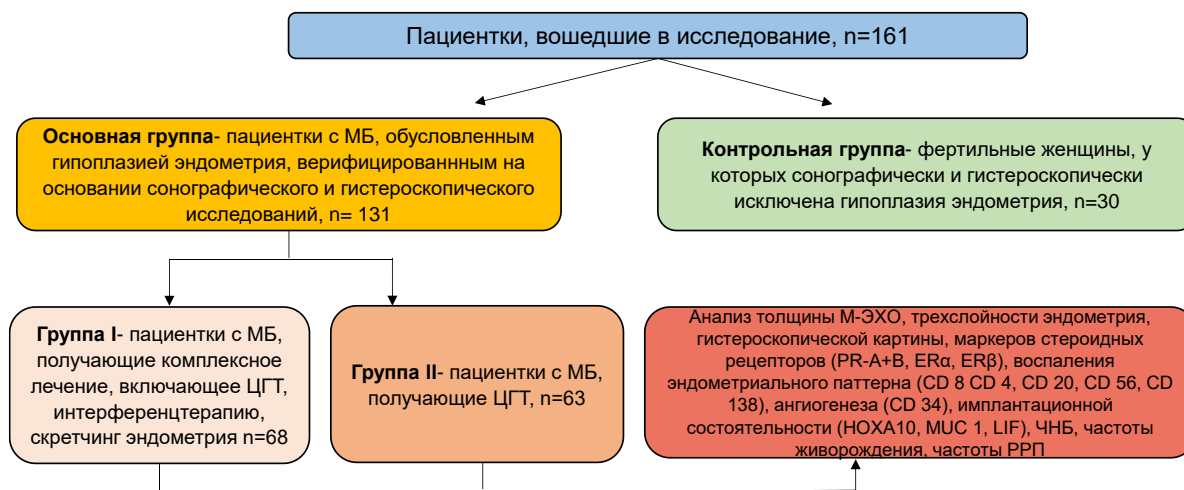 Пациентки, вошедшие в исследование, n=161
Основная группа- пациентки с МБ, обусловленным
гипоплазией эндометрия, верифицированнным на
основании сонографического и гистероскопического
исследований, n= 131
Контрольная группа- фертильные женщины, у
которых сонографически и гистероскопически
исключена гипоплазия эндометрия, n=30
Группа I- пациентки с МБ,
получающие комплексное
лечение, включающее ЦГТ,
интерференцтерапию,
скретчинг эндометрия n=68
Группа II- пациентки с МБ,
получающие ЦГТ, n=63
Анализ толщины М-ЭХО, трехслойности эндометрия,
гистероскопической картины, маркеров стероидных
рецепторов (PR-A+B, ERα, ERβ), воспаления
эндометриального паттерна (CD 8 CD 4, CD 20, CD 56, CD
138), ангиогенеза (CD 34), имплантационной
состоятельности (HOXA10, MUC 1, LIF), ЧНБ, частоты
живорождения, частоты РРП